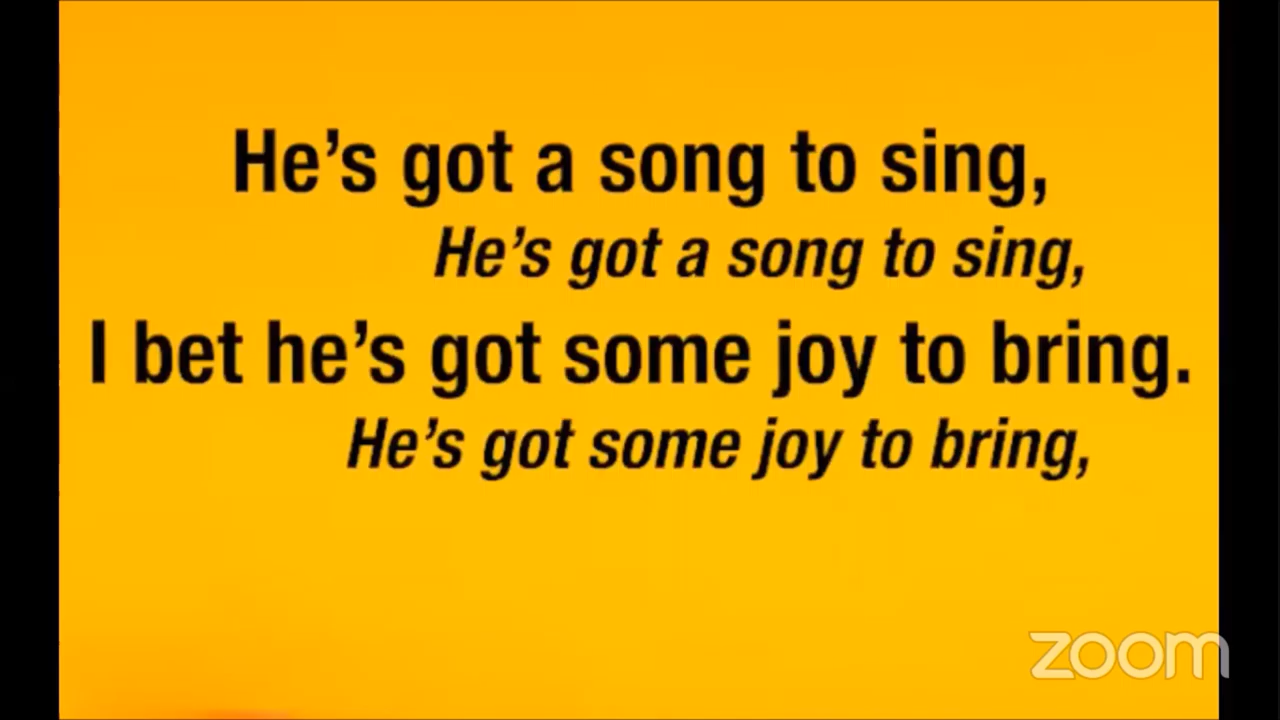 He's got a song to sing,
He's got a song to sing,
I bet he's got some joy to bring.
He's got some joy to bring,
zoom